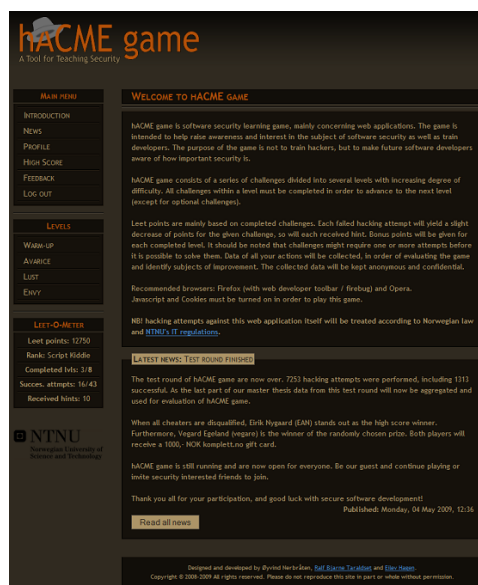 hACME game
A Tool for Teaching Security
MAIN MENU
INTRODUCTION
NEWS
PROFILE
HIGH SCORE
FEEDBACK
LOG OUT
LEVELS
WARM-UP
AVARICE
LUST
ENVY
LEET-O-METER
Leet points: 12750
Rank: Script Kiddie
Completed lvls: 3/8
Succes. attmpts: 16/43
Received hints: 10
NTNU
Norwegian University of
Science and Technology
WELCOME TO HACME GAME
hACME game is software security learning game, mainly concerning web applications. The game is
intended to help raise awareness and interest in the subject of software security as well as train
developers. The purpose of the game is not to train hackers, but to make future software developers
aware of how important security is.
hACME game consists of a series of challenges divided into several levels with increasing degree of
difficulty. All challenges within a level must be completed in order to advance to the next level
(except for optional challenges).
Leet points are mainly based on completed challenges. Each failed hacking attempt will yield a slight
decrease of points for the given challenge, so will each received hint. Bonus points will be given for
each completed level. It should be noted that challenges might require one or more attempts before
it is possible to solve them. Data of all your actions will be collected, in order of evaluating the game
and identify subjects of improvement. The collected data will be kept anonymous and confidential.
Recommended browsers: Firefox (with web developer toolbar / firebug) and Opera.
Javascript and Cookies must be turned on in order to play this game.
NB! hacking attempts against this web application itself will be treated according to Norwegian law
and NTNU's IT regulations.
LATEST NEWS: TEST ROUND FINISHED
The test round of hACME game are now over. 7253 hacking attempts were performed, including 1313
successful. As the last part of our master thesis data from this test round will now be aggregated and
used for evaluation of hACME game.
When all cheaters are disqualified, Eirik Nygaard (EAN) stands out as the high score winner.
Furthermore, Vegard Egeland (vegare) is the winner of the randomly chosen prize. Both players will
receive a 1000,- NOK komplett.no gift card.
hACME game is still running and are now open for everyone. Be our guest and continue playing or
invite security interested friends to join.
Thank you all for your participation, and good luck with secure software development!
Published: Monday, 04 May 2009, 12:36
Read all news
Designed and developed by Øyvind Nerbråten, and
Copyright © 2008-2009 All rights reserved. Please do not reproduce this site in part or whole without permission.